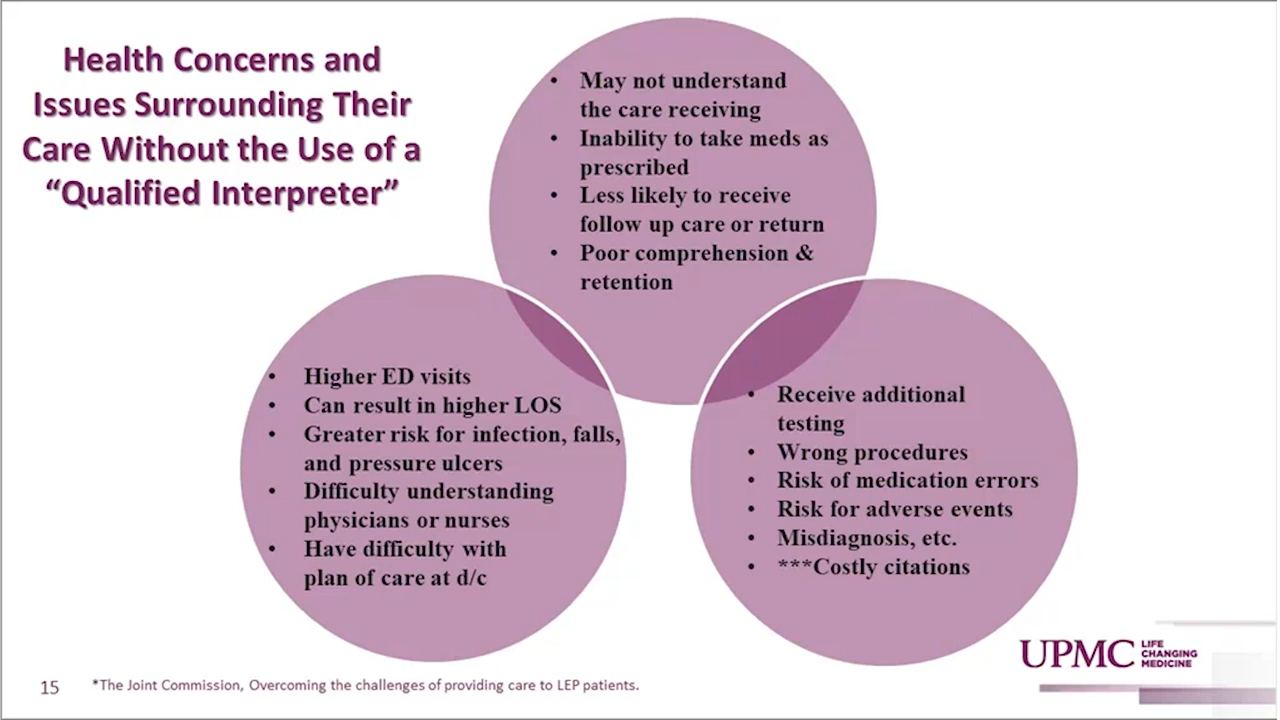 Health Concerns and
Issues Surrounding Their
Care Without the Use of a
“Qualified Interpreter”
• May not understand
the care receiving
• Inability to take meds as
prescribed
• Less likely to receive
follow up care or return
• Poor comprehension &
retention
• Higher ED visits
• Can result in higher LOS
• Greater risk for infection, falls,
and pressure ulcers
• Difficulty understanding
physicians or nurses
• Have difficulty with
plan of care at d/c
• Receive additional
testing
• Wrong procedures
• Risk of medication errors
• Risk for adverse events
• Misdiagnosis, etc.
• ***Costly citations
15
*The Joint Commission, Overcoming the challenges of providing care to LEP patients.
UPMC
LIFE
CHANGING
MEDICINE